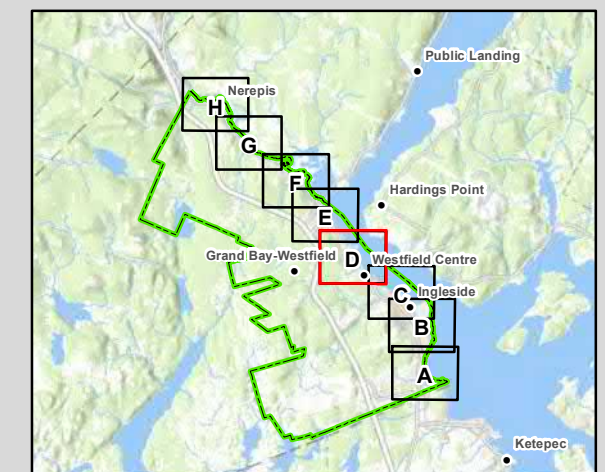 Public Landing
Nerepis
H
G
F
Hardings Point
E
Grand Bay-Westfield
D
Westfield Centre
C
Ingleside
B
A
Ketepec